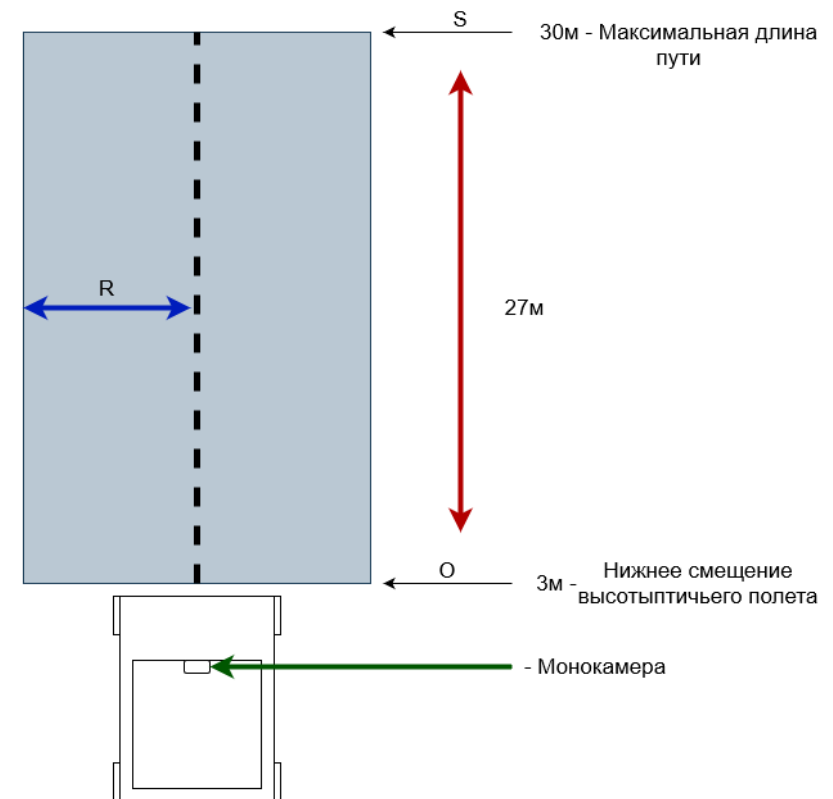 S
30м - Максимальная длина
пути
R
27м
O
3м - Нижнее смещение
высотыптичьего полета
- Монокамера